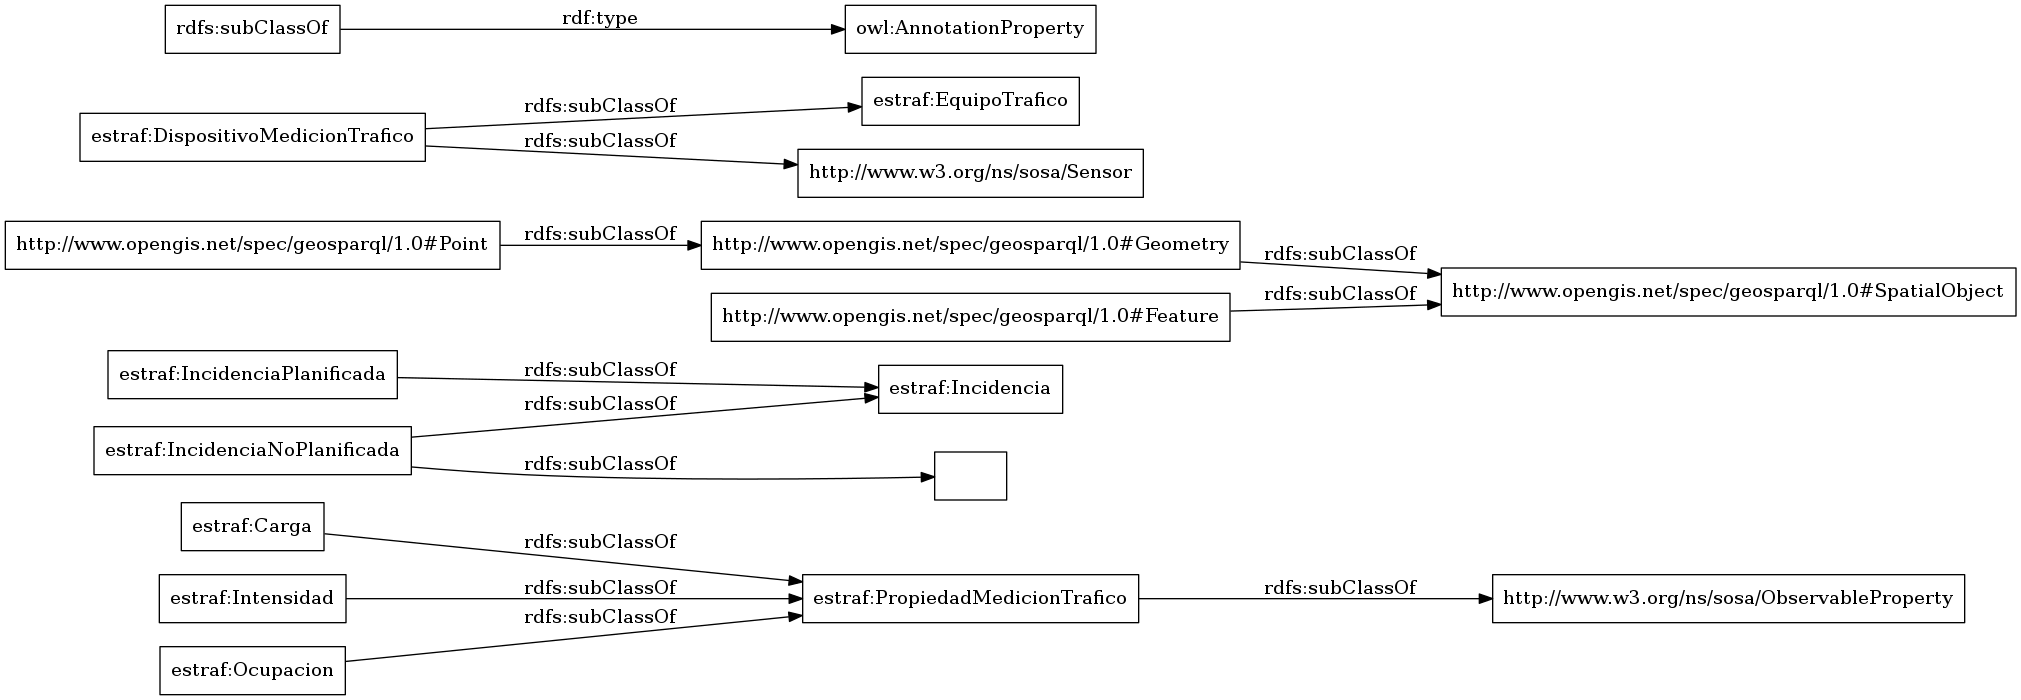 rdfs:subClassOf
rdf:type
owl:AnnotationProperty
estraf:DispositivoMedicionTrafico
rdfs:subClassOf
estraf:EquipoTrafico
rdfs:subClassOf
http://www.w3.org/ns/sosa/Sensor
http://www.opengis.net/spec/geosparql/1.0#Point
rdfs:subClassOf
http://www.opengis.net/spec/geosparql/1.0#Geometry
rdfs:subClassOf
http://www.opengis.net/spec/geosparql/1.0#Feature
rdfs:subClassOf
http://www.opengis.net/spec/geosparql/1.0#SpatialObject
estraf:IncidenciaPlanificada
rdfs:subClassOf
estraf:Incidencia
rdfs:subClassOf
estraf:IncidenciaNoPlanificada
rdfs:subClassOf
estraf:Carga
rdfs:subClassOf
estraf:Intensidad
rdfs:subClassOf
estraf:PropiedadMedicionTrafico
rdfs:subClassOf
http://www.w3.org/ns/sosa/ObservableProperty
rdfs:subClassOf
estraf:Ocupacion